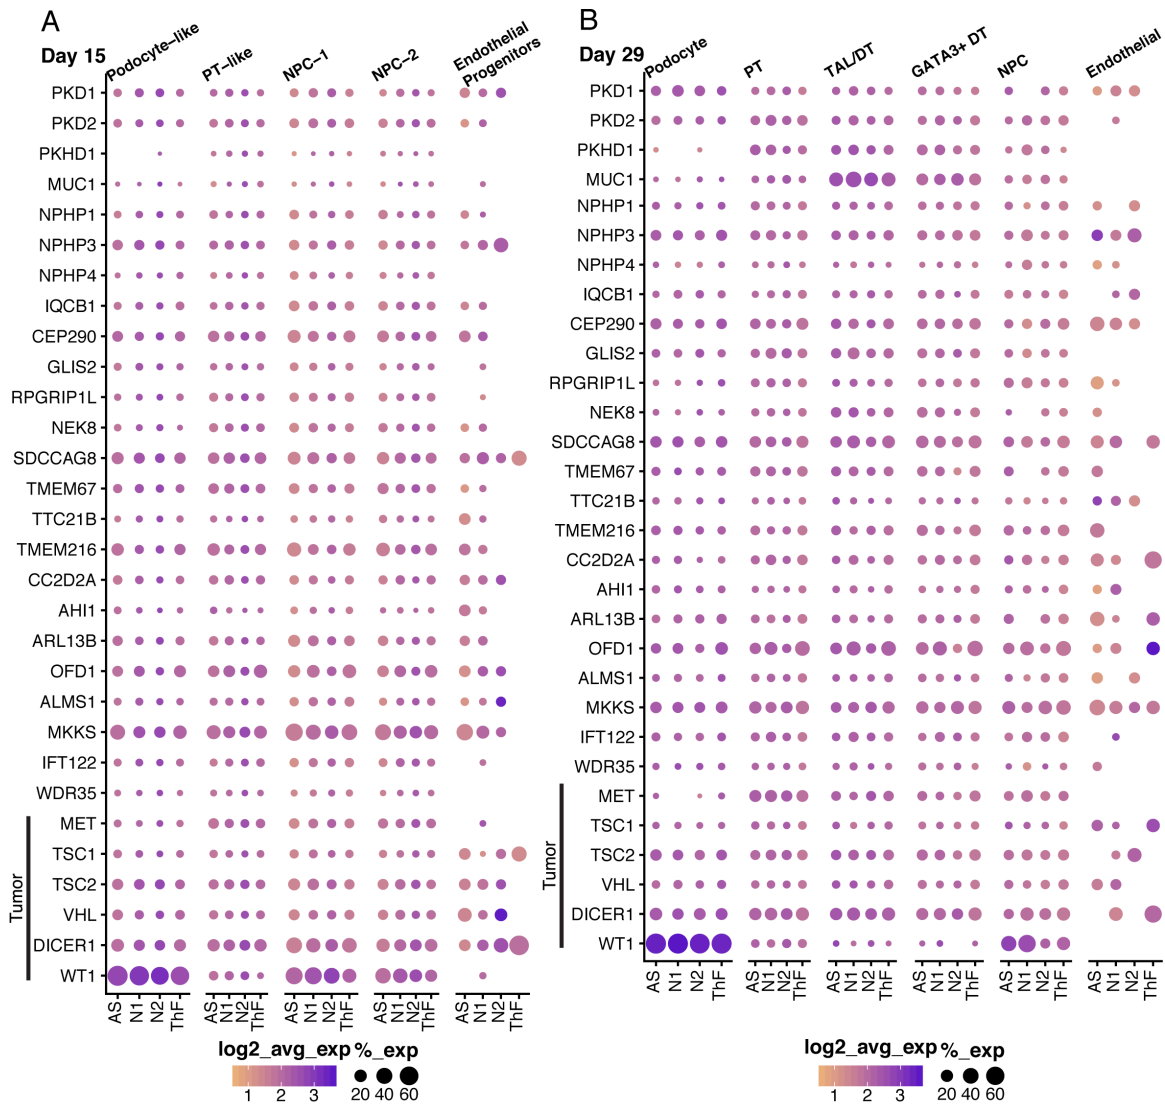 A
Day 15
Podocyte–like
PT–like
NPC–1
NPC–2
Endothelial
Progenitors
PKD1
PKD2
PKHD1
MUC1
NPHP1
NPHP3
NPHP4
IQCB1
CEP290
GLIS2
RPGRIP1L
NEK8
SDCCAG8
TMEM67
TTC21B
TMEM216
CC2D2A
AHI1
ARL13B
OFD1
ALMS1
MKKS
IFT122
WDR35
MET
TSC1
TSC2
VHL
DICER1
WT1
Tumor
AS N1 N2 ThF AS N1 N2 ThF AS N1 N2 ThF AS N1 N2 ThF AS N1 N2 ThF
log2_avg_exp %_exp
1 2 3 20 40 60
B
Day 29
Podocyte
PT
TAL/DT
GATA3+ DT
NPC
Endothelial
PKD1
PKD2
PKHD1
MUC1
NPHP1
NPHP3
NPHP4
IQCB1
CEP290
GLIS2
RPGRIP1L
NEK8
SDCCAG8
TMEM67
TTC21B
TMEM216
CC2D2A
AHI1
ARL13B
OFD1
ALMS1
MKKS
IFT122
WDR35
MET
TSC1
TSC2
VHL
DICER1
WT1
Tumor
AS N1 N2 ThF AS N1 N2 ThF AS N1 N2 ThF AS N1 N2 ThF AS N1 N2 ThF AS N1 N2 ThF
log2_avg_exp %_exp
1 2 3 20 40 60